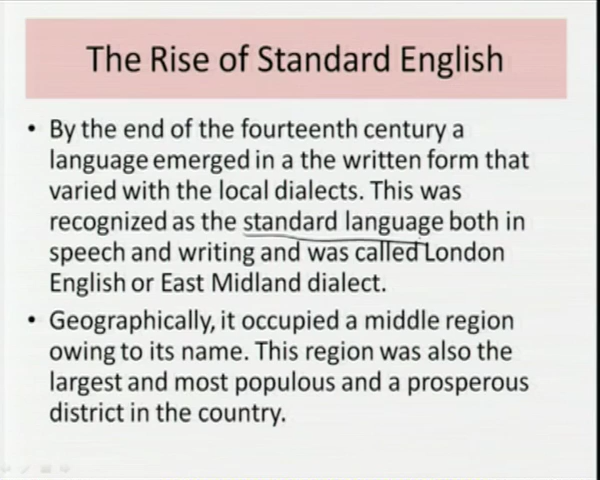 The Rise of Standard English
• By the end of the fourteenth century a
language emerged in a the written form that
varied with the local dialects. This was
recognized as the standard language both in
speech and writing and was called London
English or East Midland dialect.
• Geographically, it occupied a middle region
owing to its name. This region was also the
largest and most populous and a prosperous
district in the country.